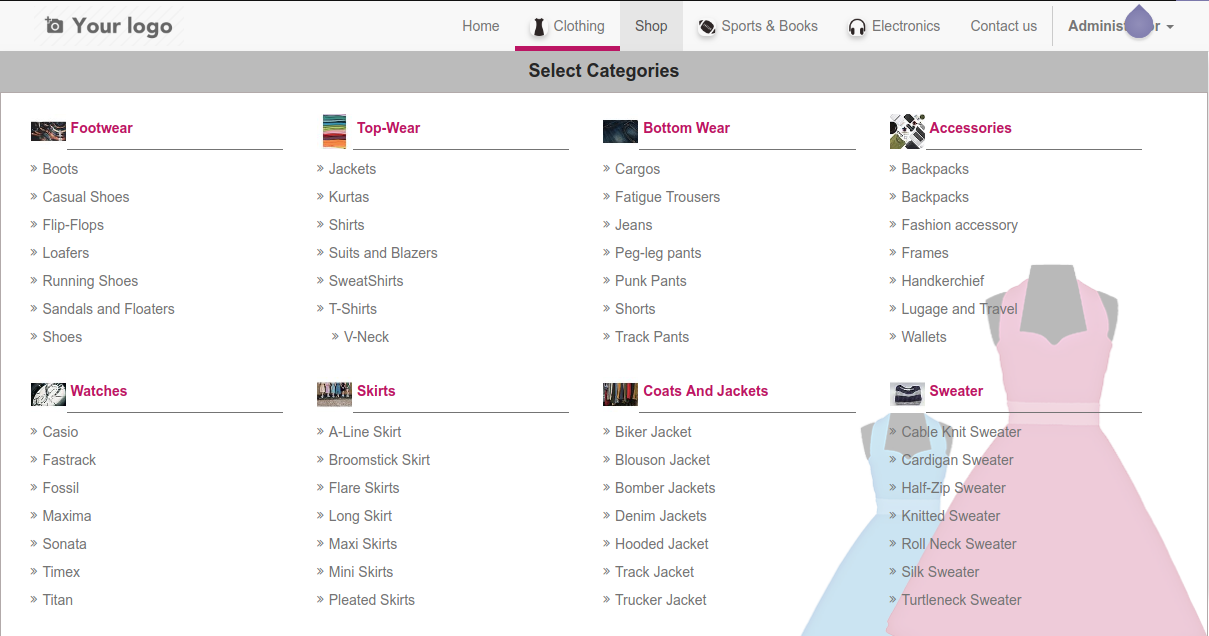 Your logo
Home
Clothing
Shop
Sports & Books
Electronics
Contact us
Select Categories
Footwear
Boots
Casual Shoes
Flip-Flops
Loafers
Running Shoes
Sandals and Floaters
Shoes
Top-Wear
Jackets
Kurtas
Shirts
Suits and Blazers
SweatShirts
T-Shirts
V-Neck
Bottom Wear
Cargos
Fatigue Trousers
Jeans
Peg-leg pants
Punk Pants
Shorts
Track Pants
Accessories
Backpacks
Backpacks
Fashion accessory
Frames
Handkerchief
Lugage and Travel
Wallets
Watches
Casio
Fastrack
Fossil
Maxima
Sonata
Timex
Titan
Skirts
A-Line Skirt
Broomstick Skirt
Flare Skirts
Long Skirt
Maxi Skirts
Mini Skirts
Pleated Skirts
Coats And Jackets
Biker Jacket
Blouson Jacket
Bomber Jackets
Denim Jackets
Hooded Jacket
Track Jacket
Trucker Jacket
Sweater
Cable Knit Sweater
Cardigan Sweater
Half-Zip Sweater
Knitted Sweater
Roll Neck Sweater
Silk Sweater
Turtleneck Sweater